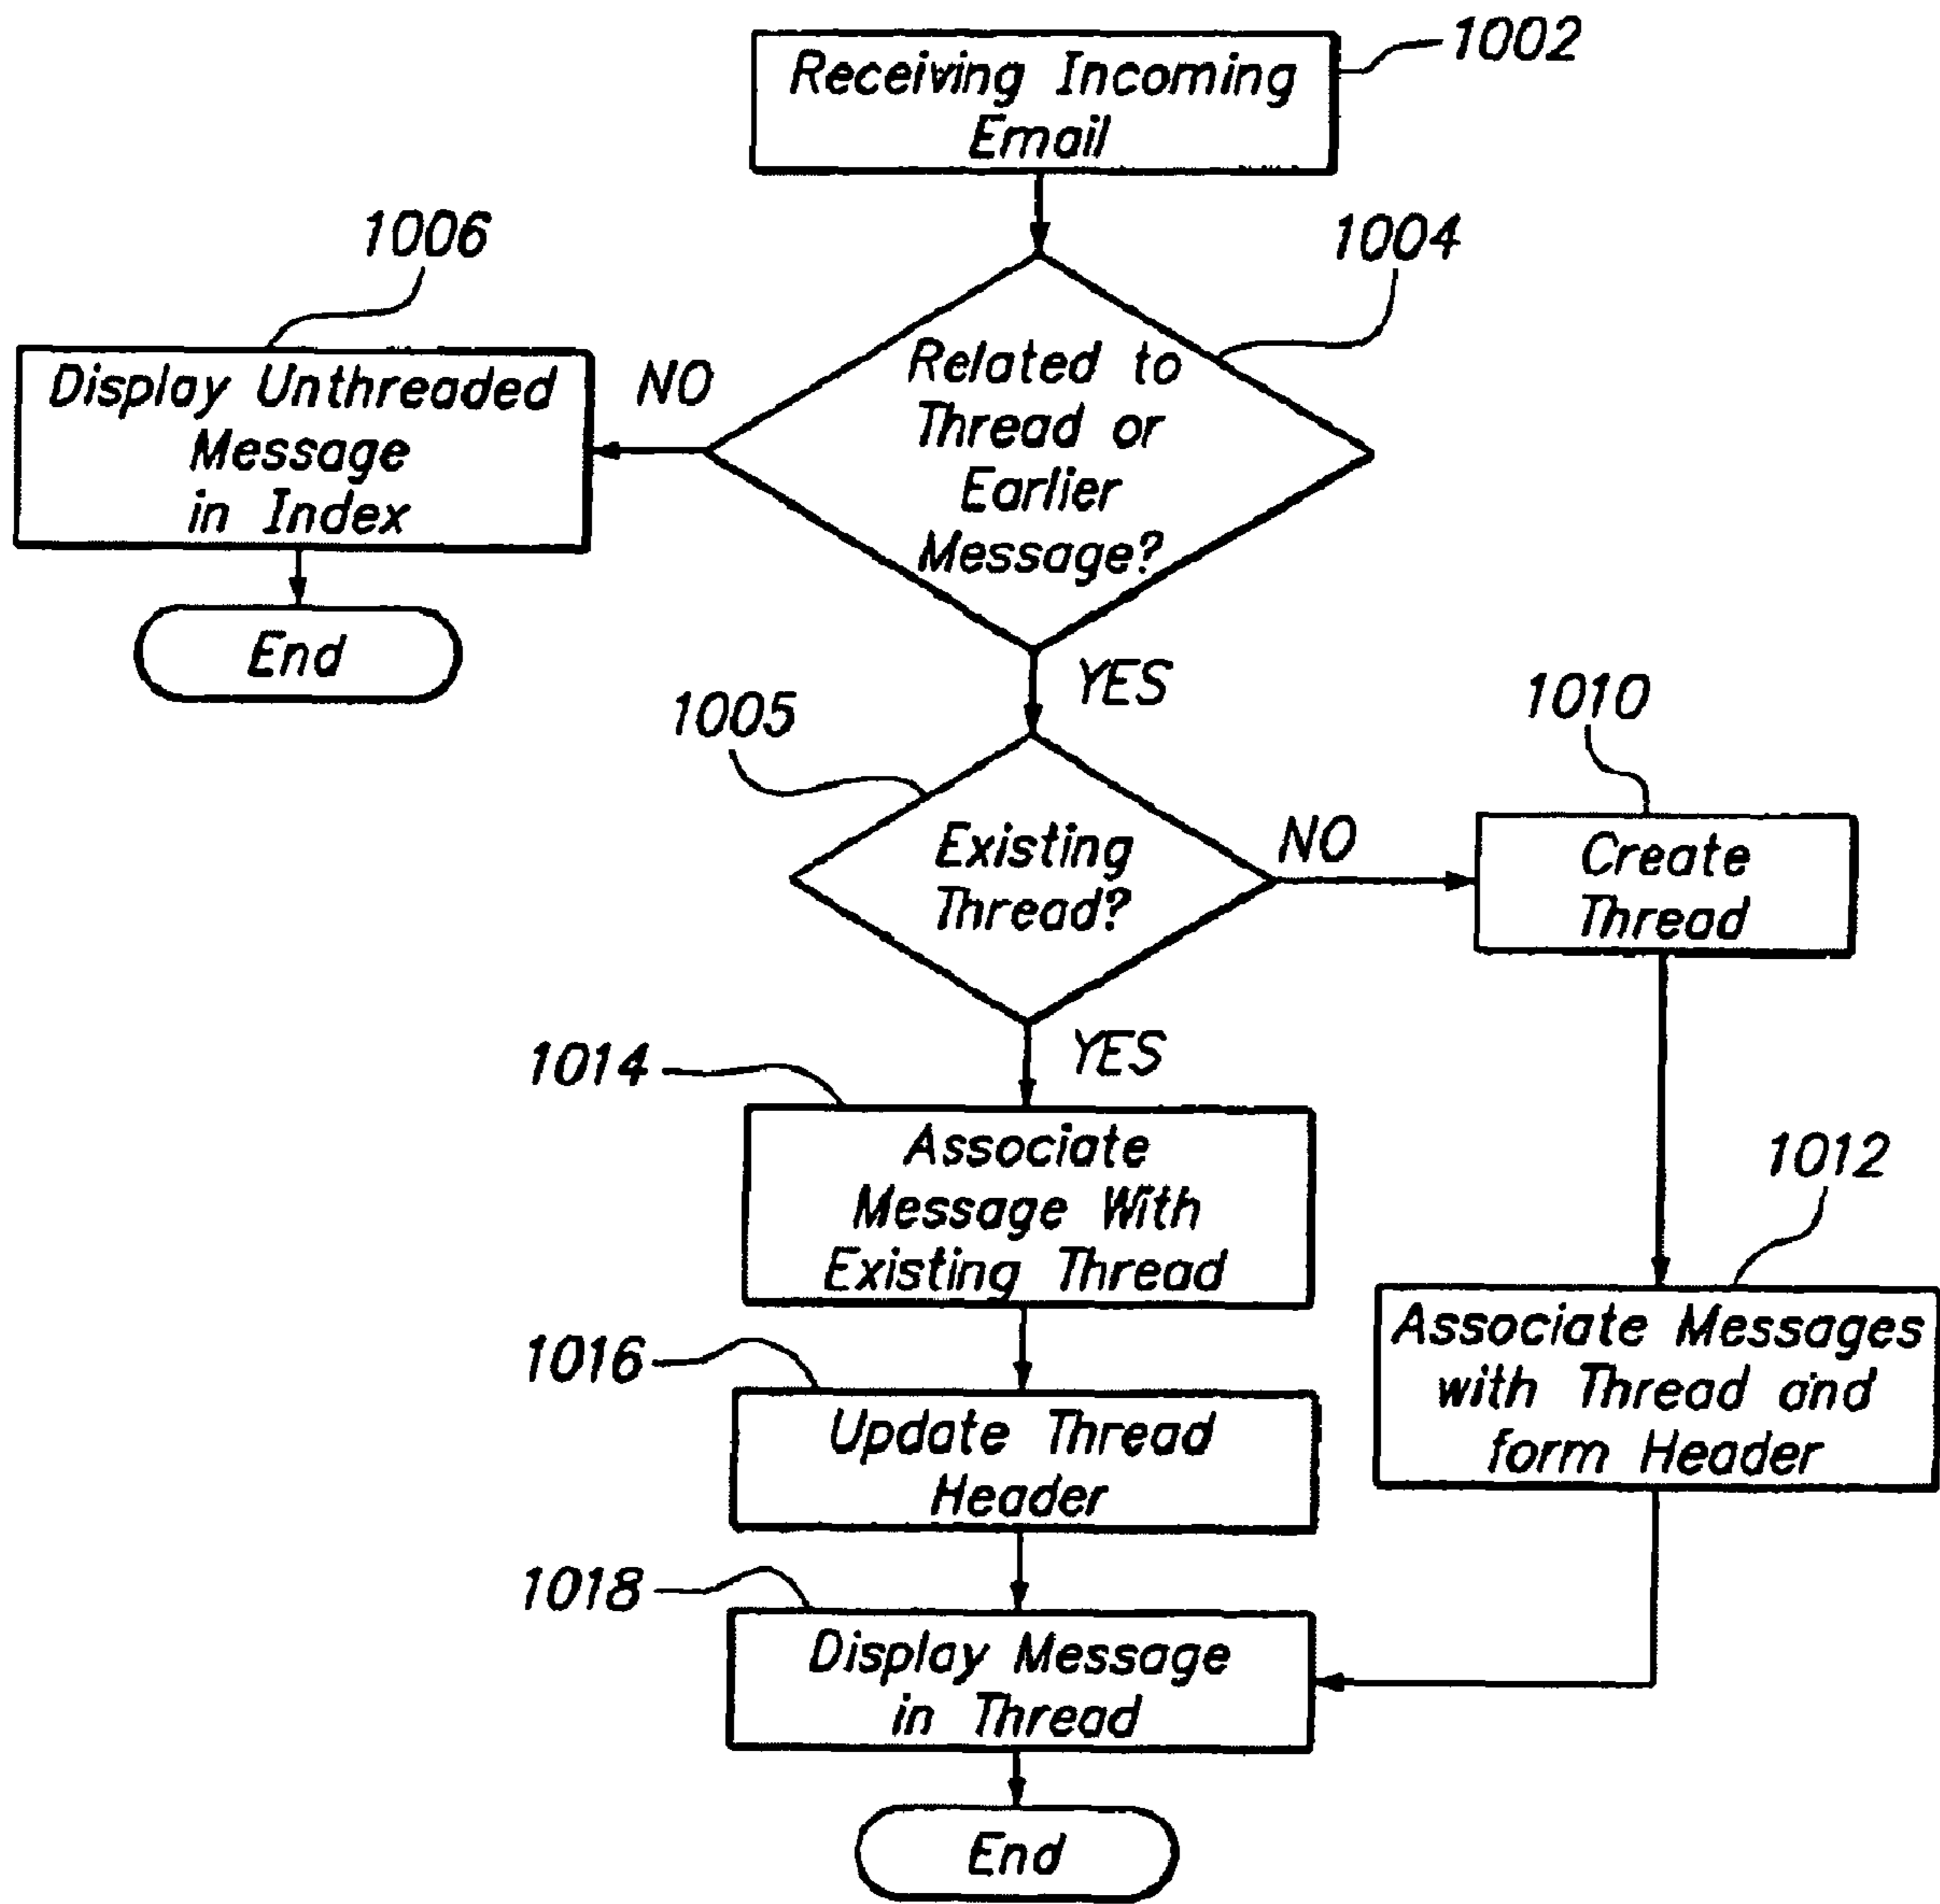 1002
Receiving Incoming
Email
1006
1004
Display Unthreaded
Message
in Index
NO
Related to
Thread or
Earlier
Message?
End
YES
1005
1010
Existing
Thread?
NO
Create
Thread
YES
1014
Associate
Message With
Existing Thread
1012
Associate Messages
with Thread and
form Header
1016
Update Thread
Header
1018
Display Message
in Thread
End